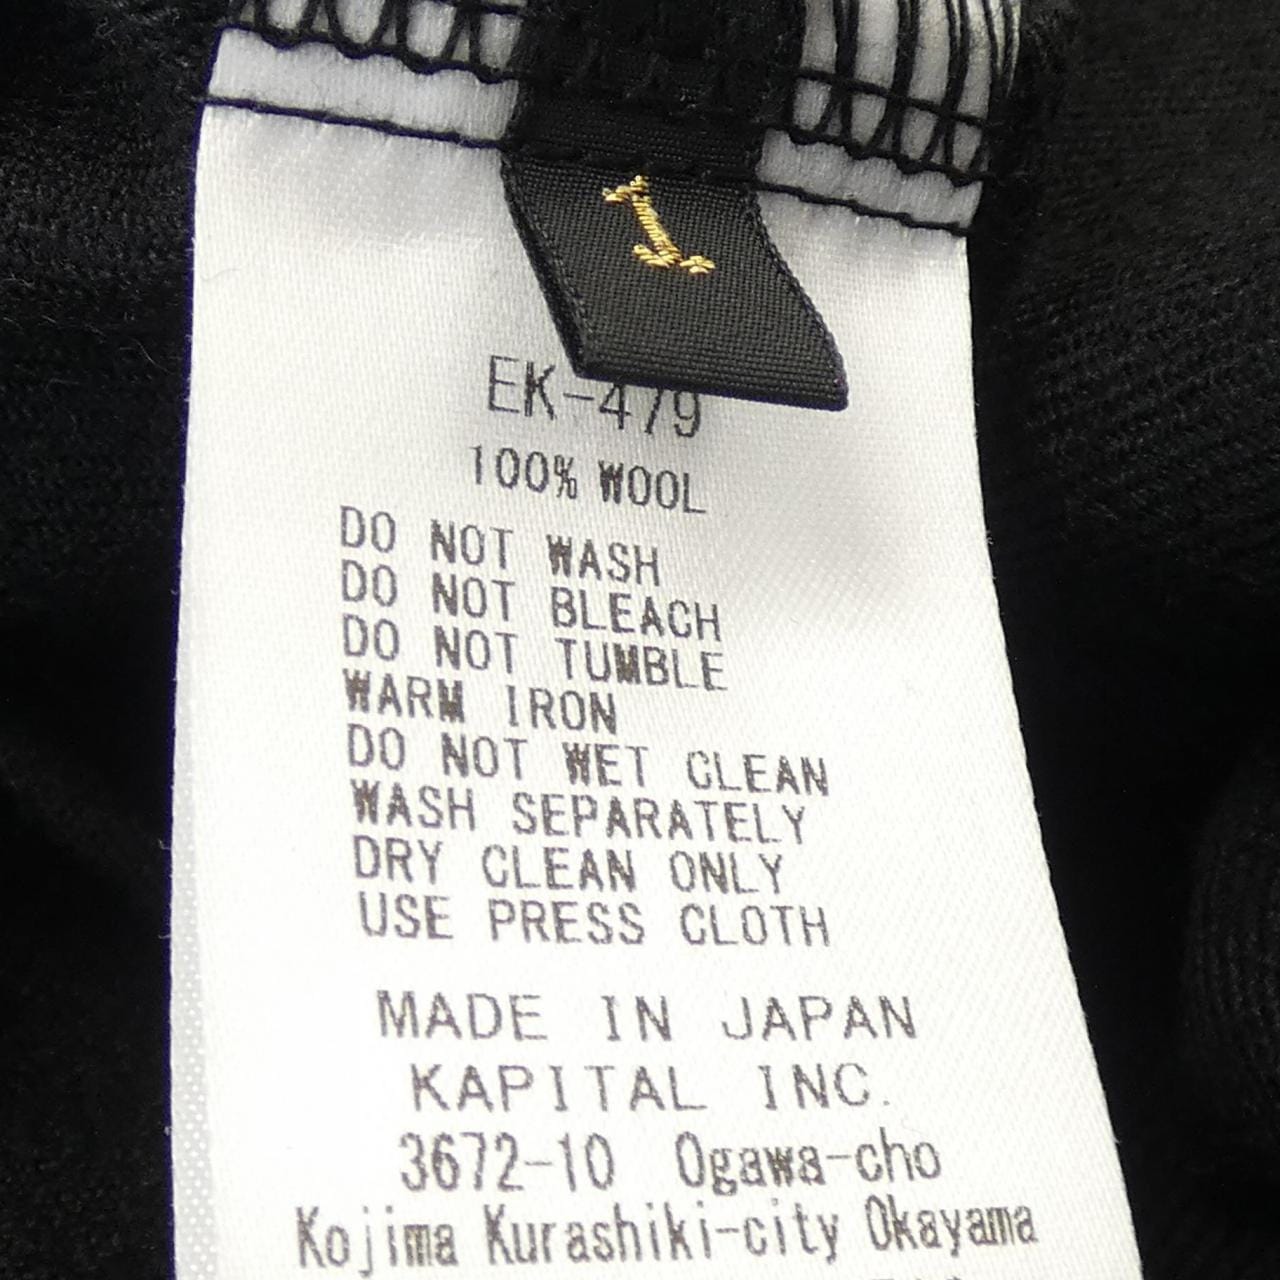 1
EK-479
100% WOOL
DO NOT WASH
DO NOT BLEACH
DO NOT TUMBLE
WARM IRON
DO NOT WET CLEAN
WASH SEPARATELY
DRY CLEAN ONLY
USE PRESS CLOTH
MADE IN JAPAN
KAPITAL INC.
3672-10 Ogawa-cho
Kojima Kurashiki-city Okayama